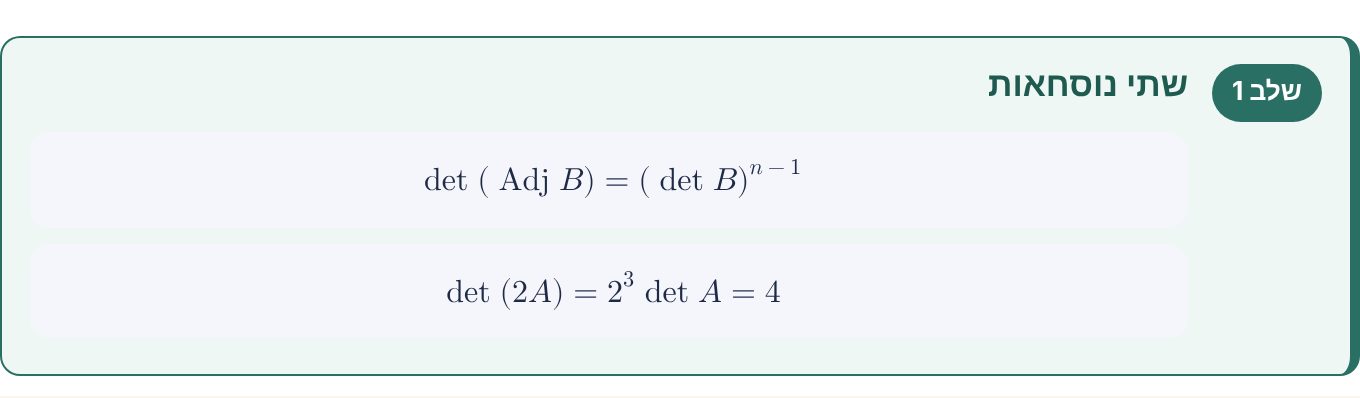 שלב 1
שתי נוסחאות
det ( Adj B) = ( det B)^{n − 1}
det (2A) = 2^3 det A = 4